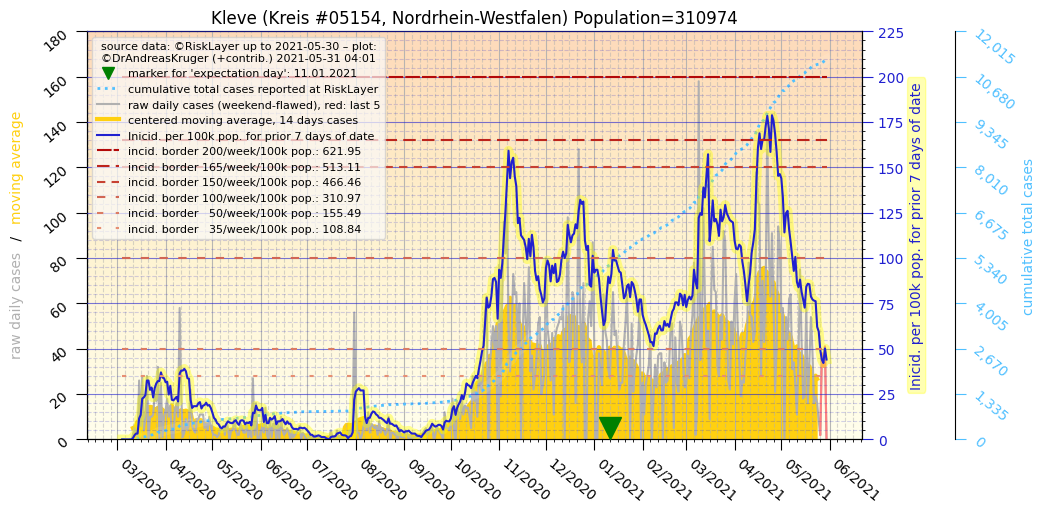 Kleve (Kreis #05154, Nordrhein-Westfalen) Population=310974
source data: ©RiskLayer up to 2021-05-30 – plot:
©DrAndreasKruger (+contrib.) 2021-05-31 04:01
marker for 'expectation day': 11.01.2021
cumulative total cases reported at RiskLayer
raw daily cases (weekend-flawed), red: last 5
centered moving average, 14 days cases
Inicid. per 100k pop. for prior 7 days of date
incid. border 200/week/100k pop.: 621.95
incid. border 165/week/100k pop.: 513.11
incid. border 150/week/100k pop.: 466.46
incid. border 100/week/100k pop.: 310.97
incid. border 50/week/100k pop.: 155.49
incid. border 35/week/100k pop.: 108.84
raw daily cases / moving average
180
160
140
120
100
80
60
40
20
0
03/2020
04/2020
05/2020
06/2020
07/2020
08/2020
09/2020
10/2020
11/2020
12/2020
01/2021
02/2021
03/2021
04/2021
05/2021
06/2021
225
200
175
150
125
100
75
50
25
0
Inicid. per 100k pop. for prior 7 days of date
12,015
10,680
9,345
8,010
6,675
5,340
4,005
2,670
1,335
0
cumulative total cases